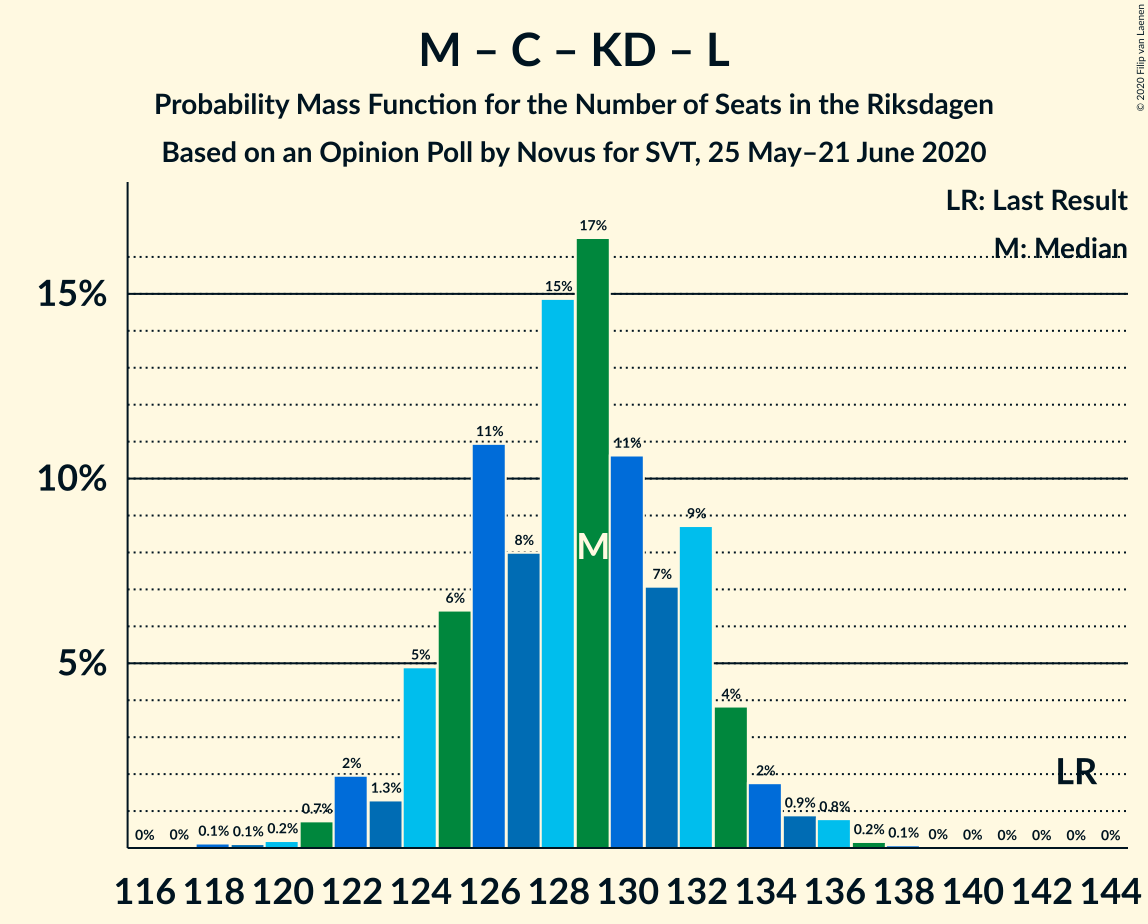 M – C – KD – L
Probability Mass Function for the Number of Seats in the Riksdagen
Based on an Opinion Poll by Novus for SVT, 25 May–21 June 2020
© 2020 Filip van Laenen
LR: Last Result
M: Median
15%
10%
5%
0% 0% 0.1% 0.1% 0.2% 0.7% 2% 1.3% 5% 6% 11% 8% 15% 17% 11% 7% 9% 4% 2% 0.9% 0.8% 0.2% 0.1% 0% 0% 0% 0% 0% 0%
M
LR
116 118 120 122 124 126 128 130 132 134 136 138 140 142 144